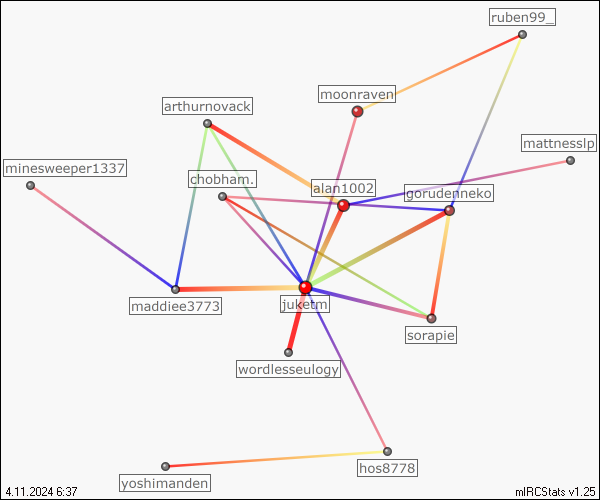 ruben99_
moonraven
arthurnovack
mattnesslp
minesweeper1337
chobham.
alan1002
gorudenneko
maddiee3773
juketm
sorapie
wordlesseulogy
hos8778
yoshimanden
4.11.2024 6:37
mIRCStats v1.25